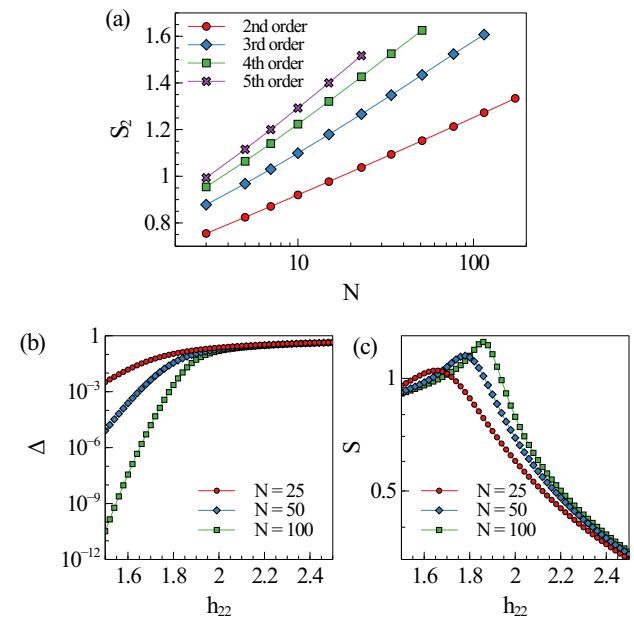 (a)
2nd order
3rd order
4th order
5th order
1.6
1.4
1.2
1
0.8
S2
10
100
N
(b)
1
10−3
10−6
10−9
10−12
Δ
N = 25
N = 50
N = 100
1.6
1.8
2
2.2
2.4
h22
(c)
1
0.5
S
N = 25
N = 50
N = 100
1.6
1.8
2
2.2
2.4
h22